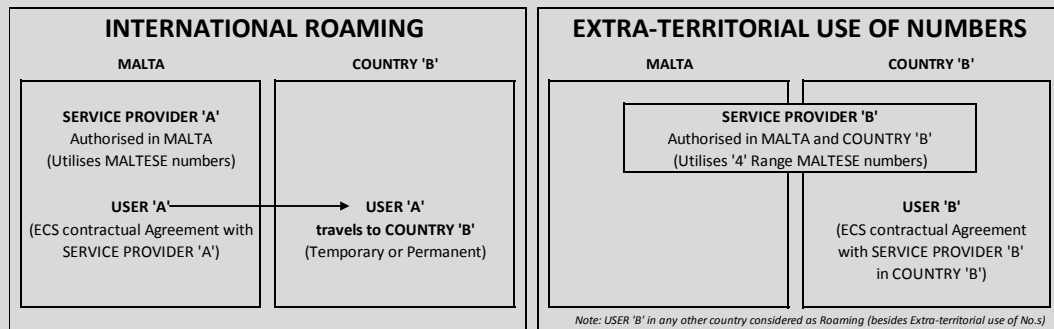 INTERNATIONAL ROAMING
MALTA
COUNTRY 'B'
SERVICE PROVIDER 'A'
Authorised in MALTA
(Utilises MALTESE numbers)
USER 'A'
(ECS contractual Agreement with
SERVICE PROVIDER 'A')
USER 'A'
travels to COUNTRY 'B'
(Temporary or Permanent)
EXTRA-TERRITORIAL USE OF NUMBERS
MALTA
COUNTRY 'B'
SERVICE PROVIDER 'B'
Authorised in MALTA and COUNTRY 'B'
(Utilises '4' Range MALTESE numbers)
USER 'B'
(ECS contractual Agreement
with SERVICE PROVIDER 'B'
in COUNTRY 'B')
Note: USER 'B' in any other country considered as Roaming (besides Extra-territorial use of No.s)